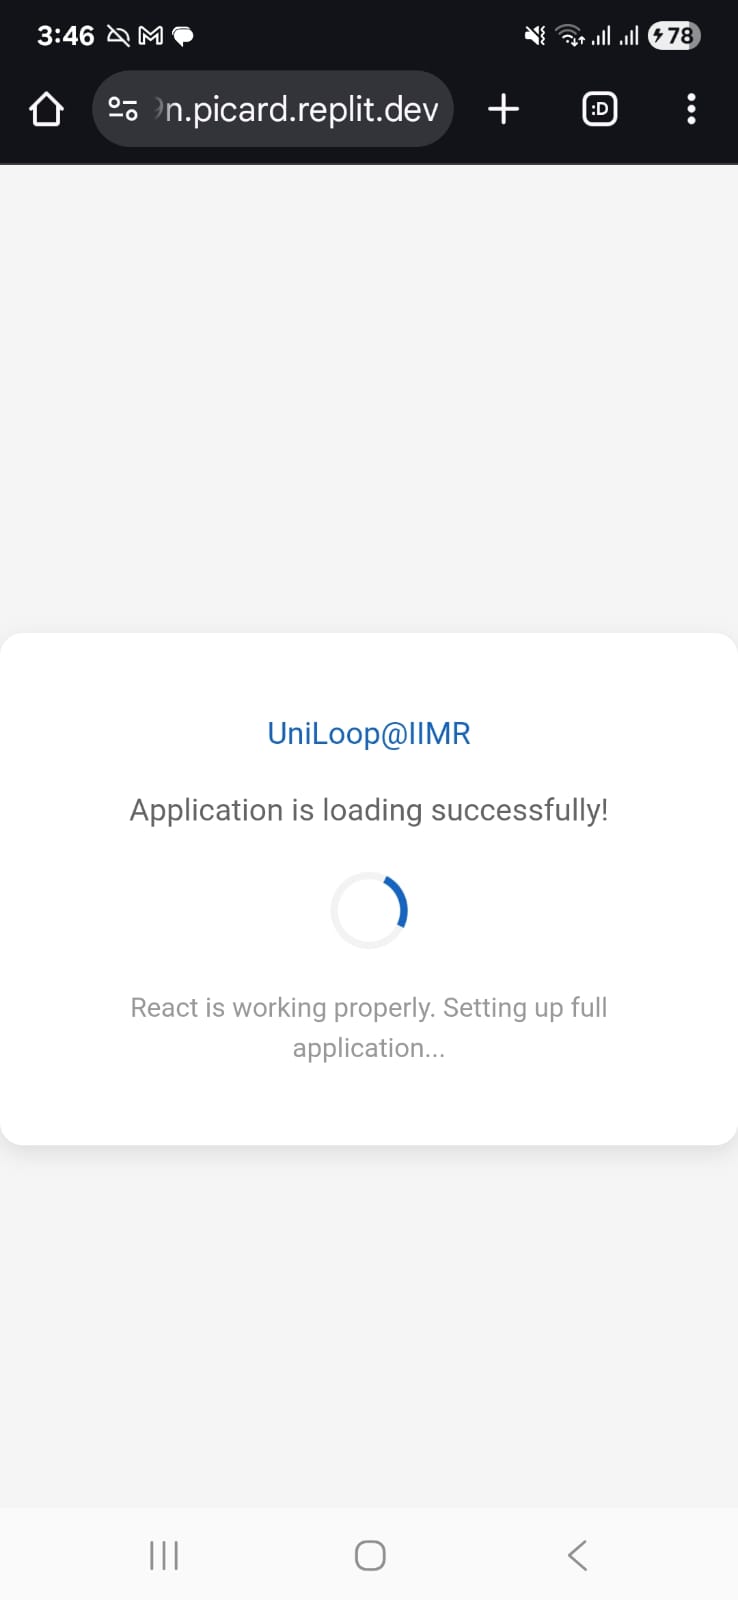 3:46
78
n.picard.replit.dev
:D
UniLoop@IIMR
Application is loading successfully!
React is working properly. Setting up full
application...